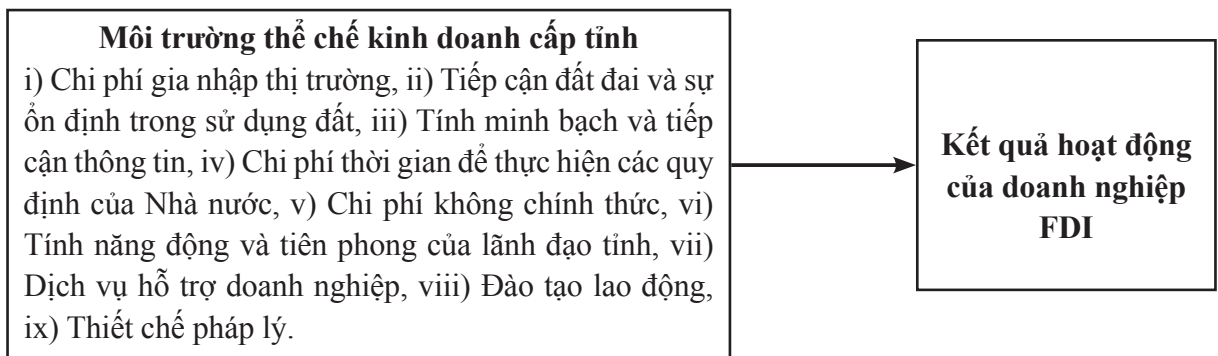 Môi trường thể chế kinh doanh cấp tỉnh
i) Chi phí gia nhập thị trường, ii) Tiếp cận đất đai và sự
ổn định trong sử dụng đất, iii) Tính minh bạch và tiếp
cận thông tin, iv) Chi phí thời gian để thực hiện các quy
định của Nhà nước, v) Chi phí không chính thức, vi)
Tính năng động và tiên phong của lãnh đạo tỉnh, vii)
Dịch vụ hỗ trợ doanh nghiệp, viii) Đào tạo lao động,
ix) Thiết chế pháp lý.
Kết quả hoạt động
của doanh nghiệp
FDI